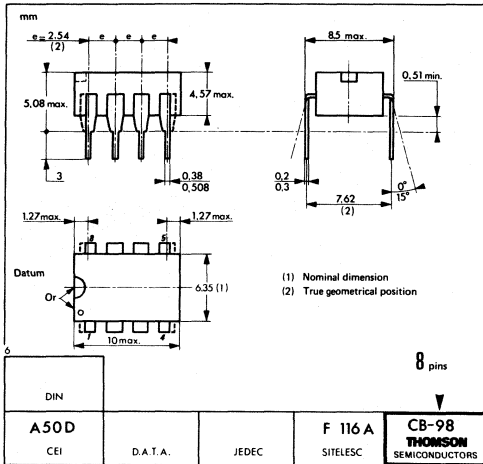 mm
e=2.54
(2)
e e e
8.5 max.
5,08 max.
4,57 max.
0,51 min.
3
0,38
0,508
0,2
0,3
7,62
(2)
0°
15°
1,27 max.
1,27 max.
8 5
Datum
Or
6.35 (1)
1 4
10 max.
(1) Nominal dimension
(2) True geometrical position
6
8 pins
DIN
A50D
CEI
D.A.T.A.
JEDEC
F 116 A
SITELESC
CB-98
THOMSON
SEMICONDUCTORS